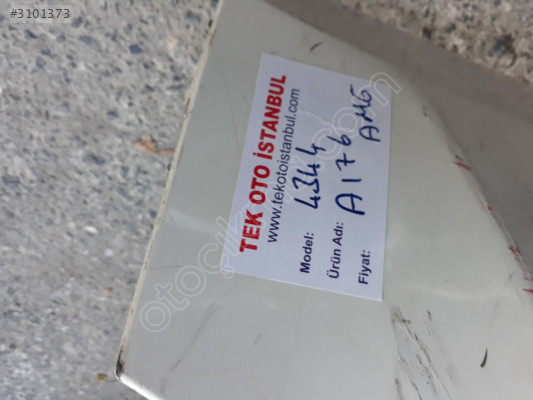 #3101373
TEK OTO İSTANBUL
www.tekotoistanbul.com
Model: 4344
Ürün Adı: A176
Fiyat: AMG